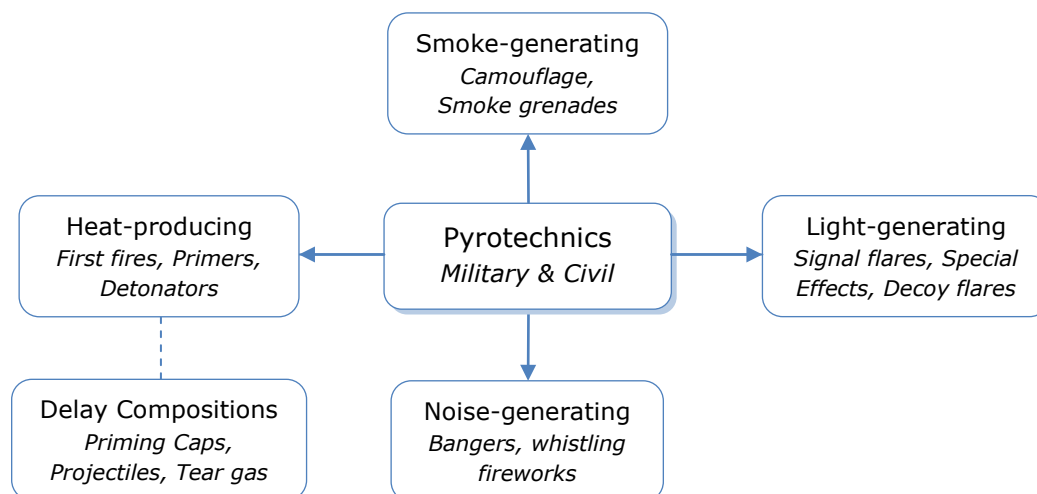 Smoke-generating
Camouflage,
Smoke grenades
Heat-producing
First fires, Primers,
Detonators
Pyrotechnics
Military & Civil
Light-generating
Signal flares, Special
Effects, Decoy flares
Delay Compositions
Priming Caps,
Projectiles, Tear gas
Noise-generating
Bangers, whistling
fireworks